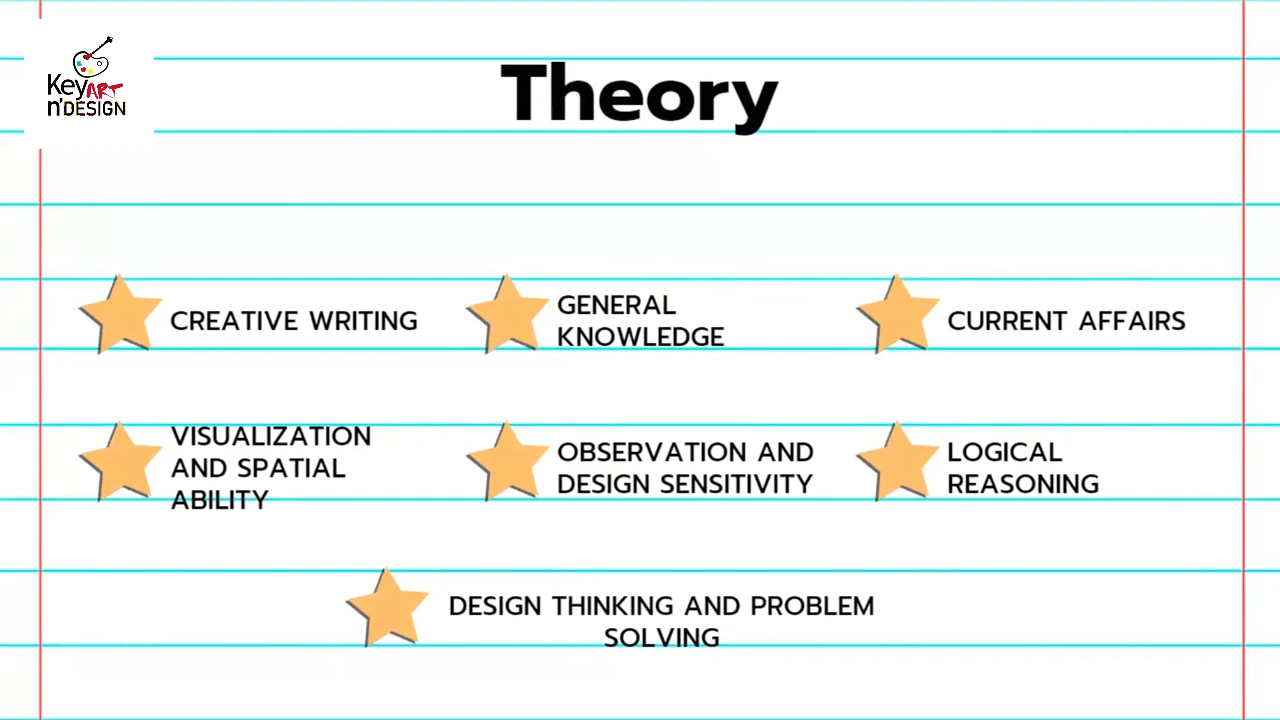 Key ART
n'DESIGN
Theory
CREATIVE WRITING
GENERAL
KNOWLEDGE
CURRENT AFFAIRS
VISUALIZATION
AND SPATIAL
ABILITY
OBSERVATION AND
DESIGN SENSITIVITY
LOGICAL
REASONING
DESIGN THINKING AND PROBLEM
SOLVING